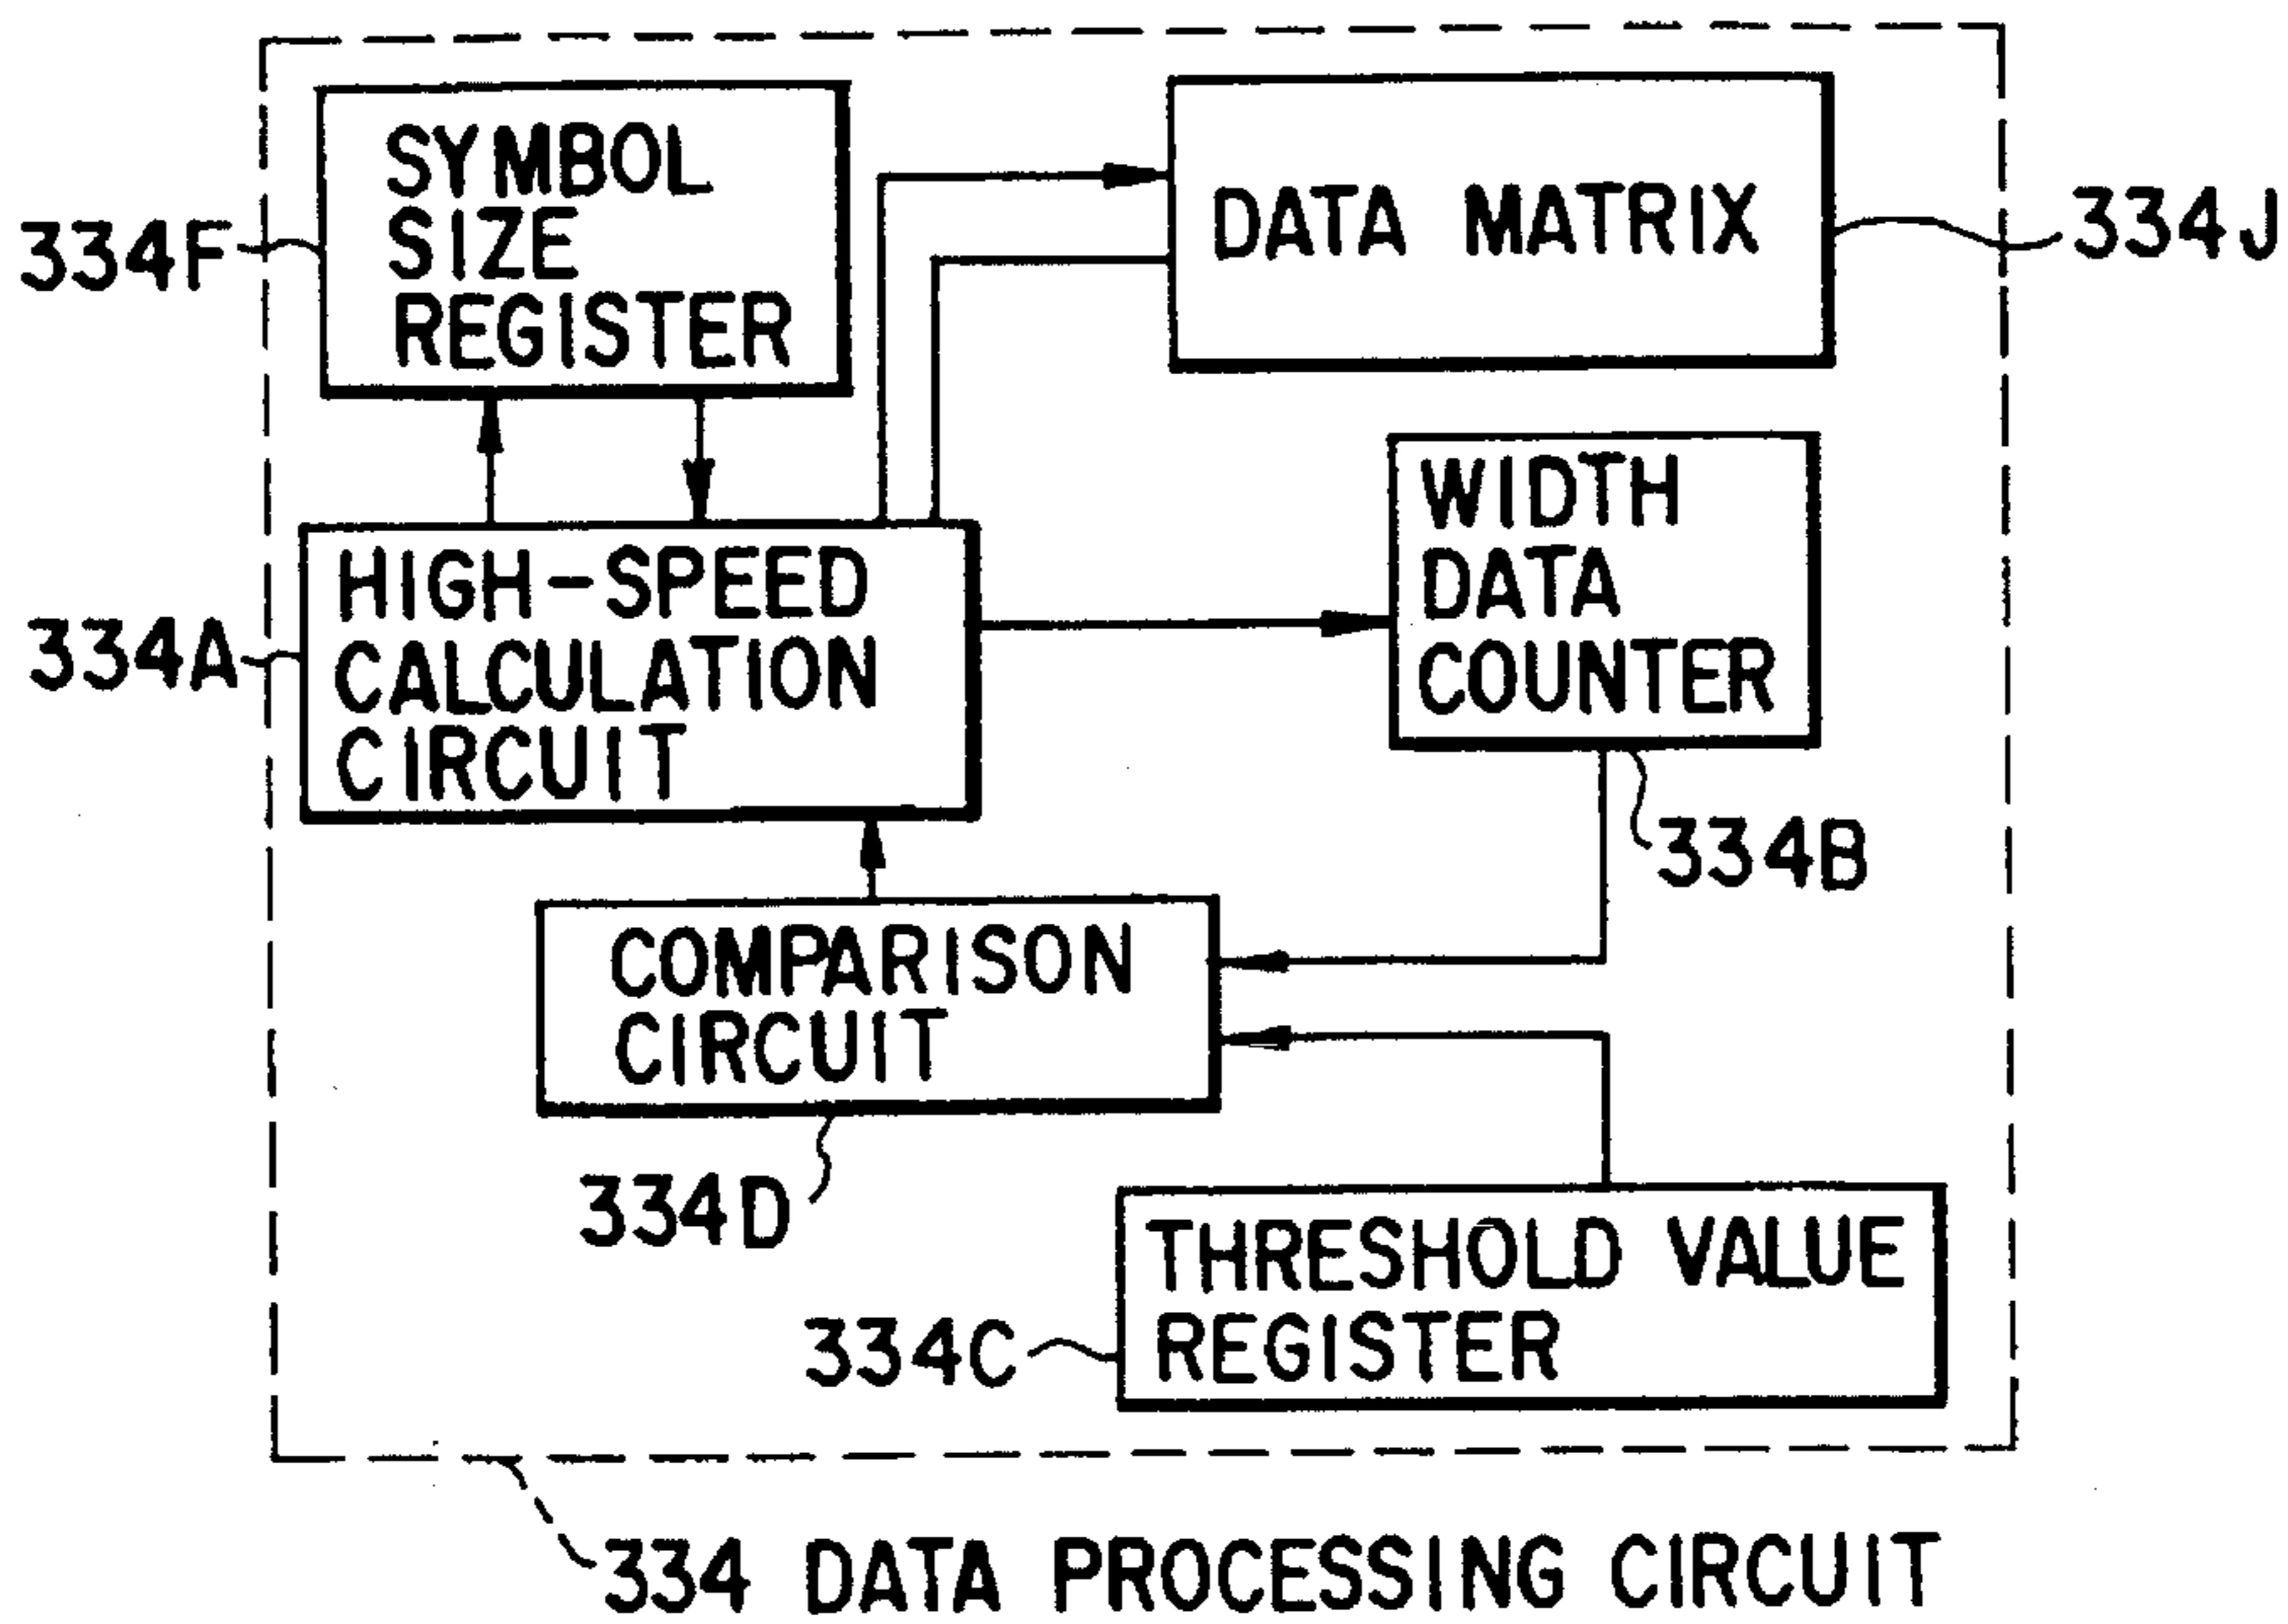 SYMBOL
SIZE
REGISTER
334F
DATA MATRIX
334J
WIDTH
DATA
COUNTER
334B
HIGH-SPEED
CALCULATION
CIRCUIT
334A
COMPARISON
CIRCUIT
334D
THRESHOLD VALUE
REGISTER
334C
334 DATA PROCESSING CIRCUIT